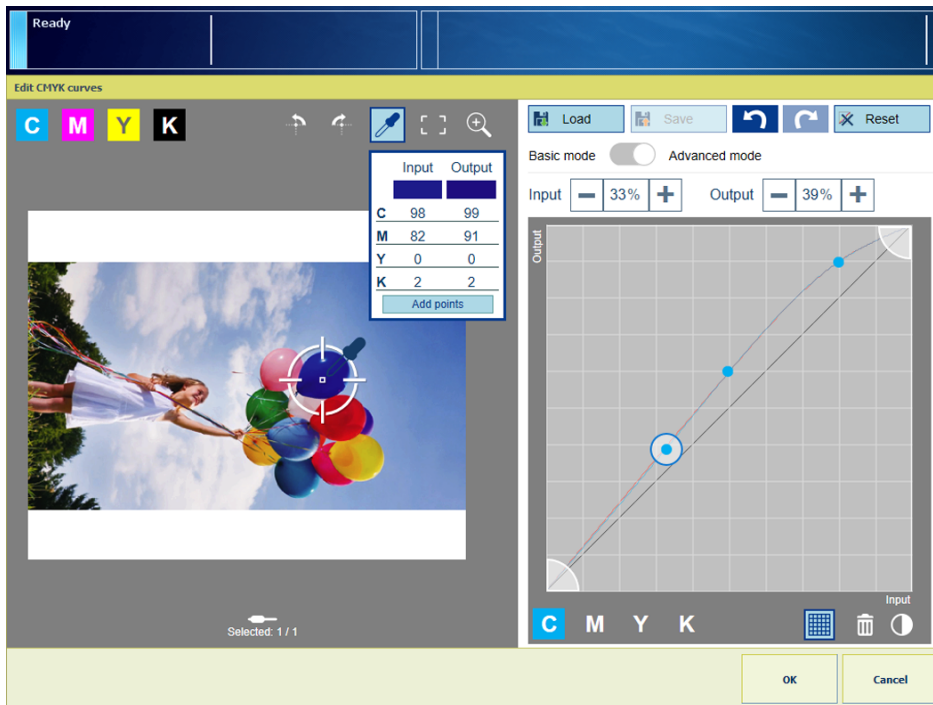 Ready
Edit CMYK curves
C M Y K
Load
Save
Reset
Basic mode
Advanced mode
Input 33% Output 39%
Input Output
C 98 99
M 82 91
Y 0 0
K 2 2
Add points
Output
Input
C M Y K
Selected: 1 / 1
OK
Cancel